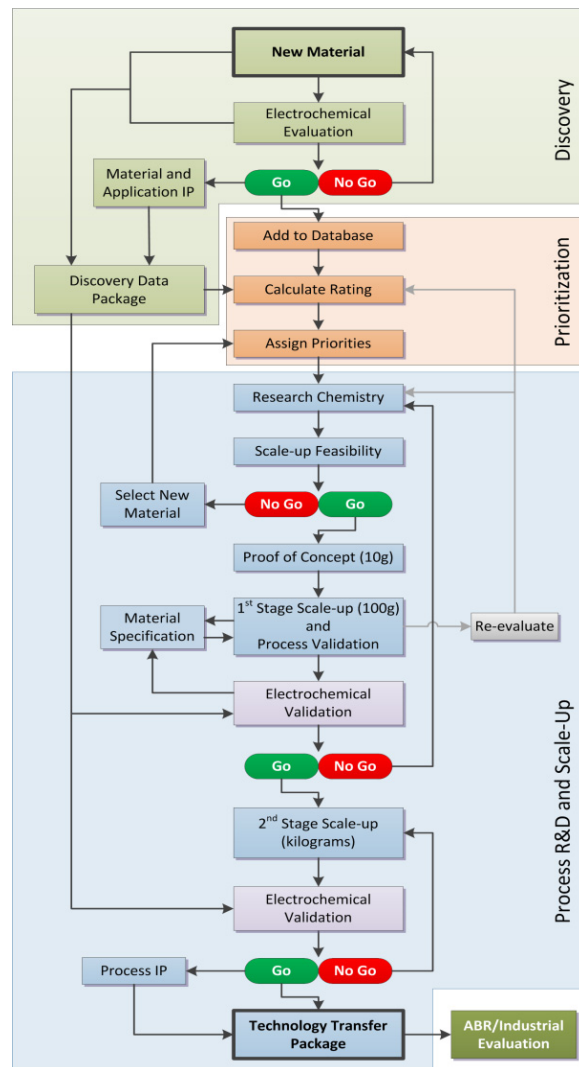 New Material
Discovery
Electrochemical
Evaluation
Material and
Application IP
Go
No Go
Add to Database
Prioritization
Discovery Data
Package
Calculate Rating
Assign Priorities
Research Chemistry
Process R&D and Scale-Up
Scale-up Feasibility
Select New
Material
No Go
Go
Proof of Concept (10g)
Material
Specification
1st Stage Scale-up (100g)
and
Process Validation
Re-evaluate
Electrochemical
Validation
Go
No Go
2nd Stage Scale-up
(kilograms)
Electrochemical
Validation
Process IP
Go
No Go
Technology Transfer
Package
ABR/Industrial
Evaluation